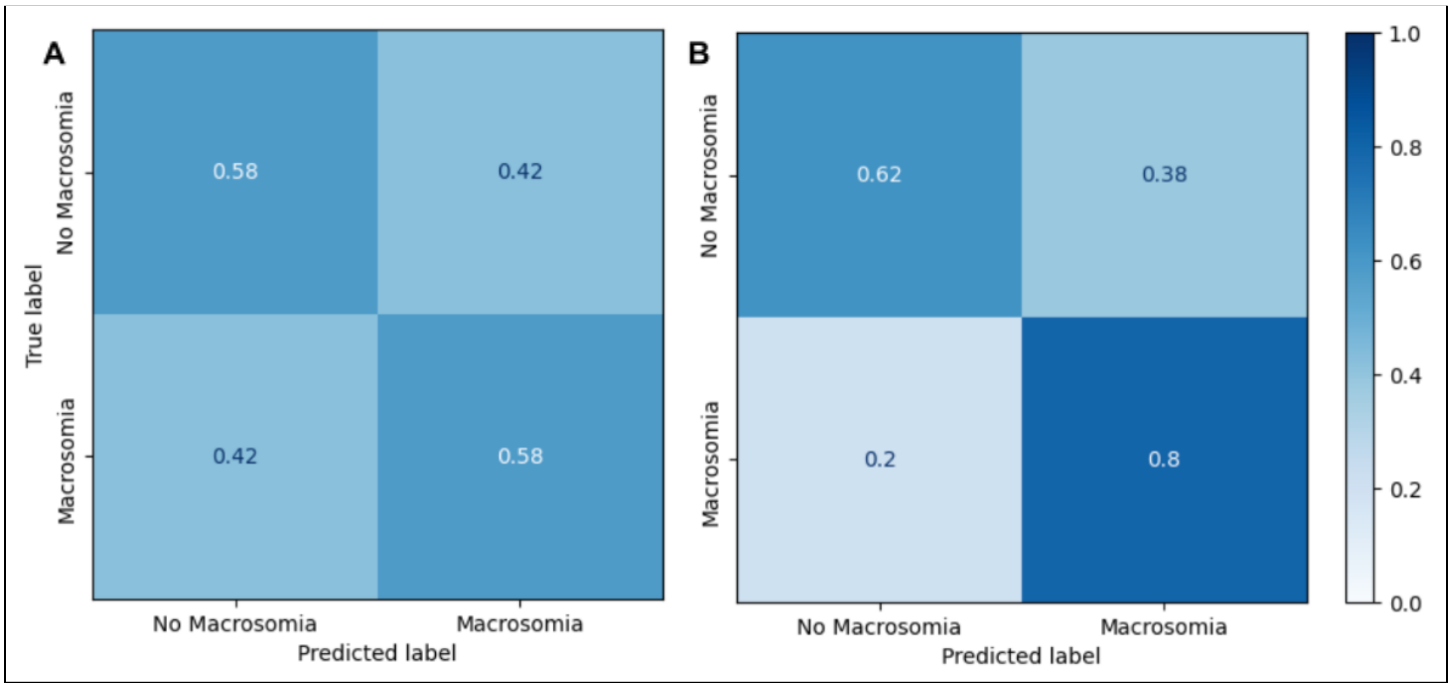 A
No Macrosomia
0.58
0.42
True label
Macrosomia
0.42
0.58
No Macrosomia
Macrosomia
Predicted label
B
No Macrosomia
0.62
0.38
Macrosomia
0.2
0.8
No Macrosomia
Macrosomia
Predicted label
1.0
0.8
0.6
0.4
0.2
0.0